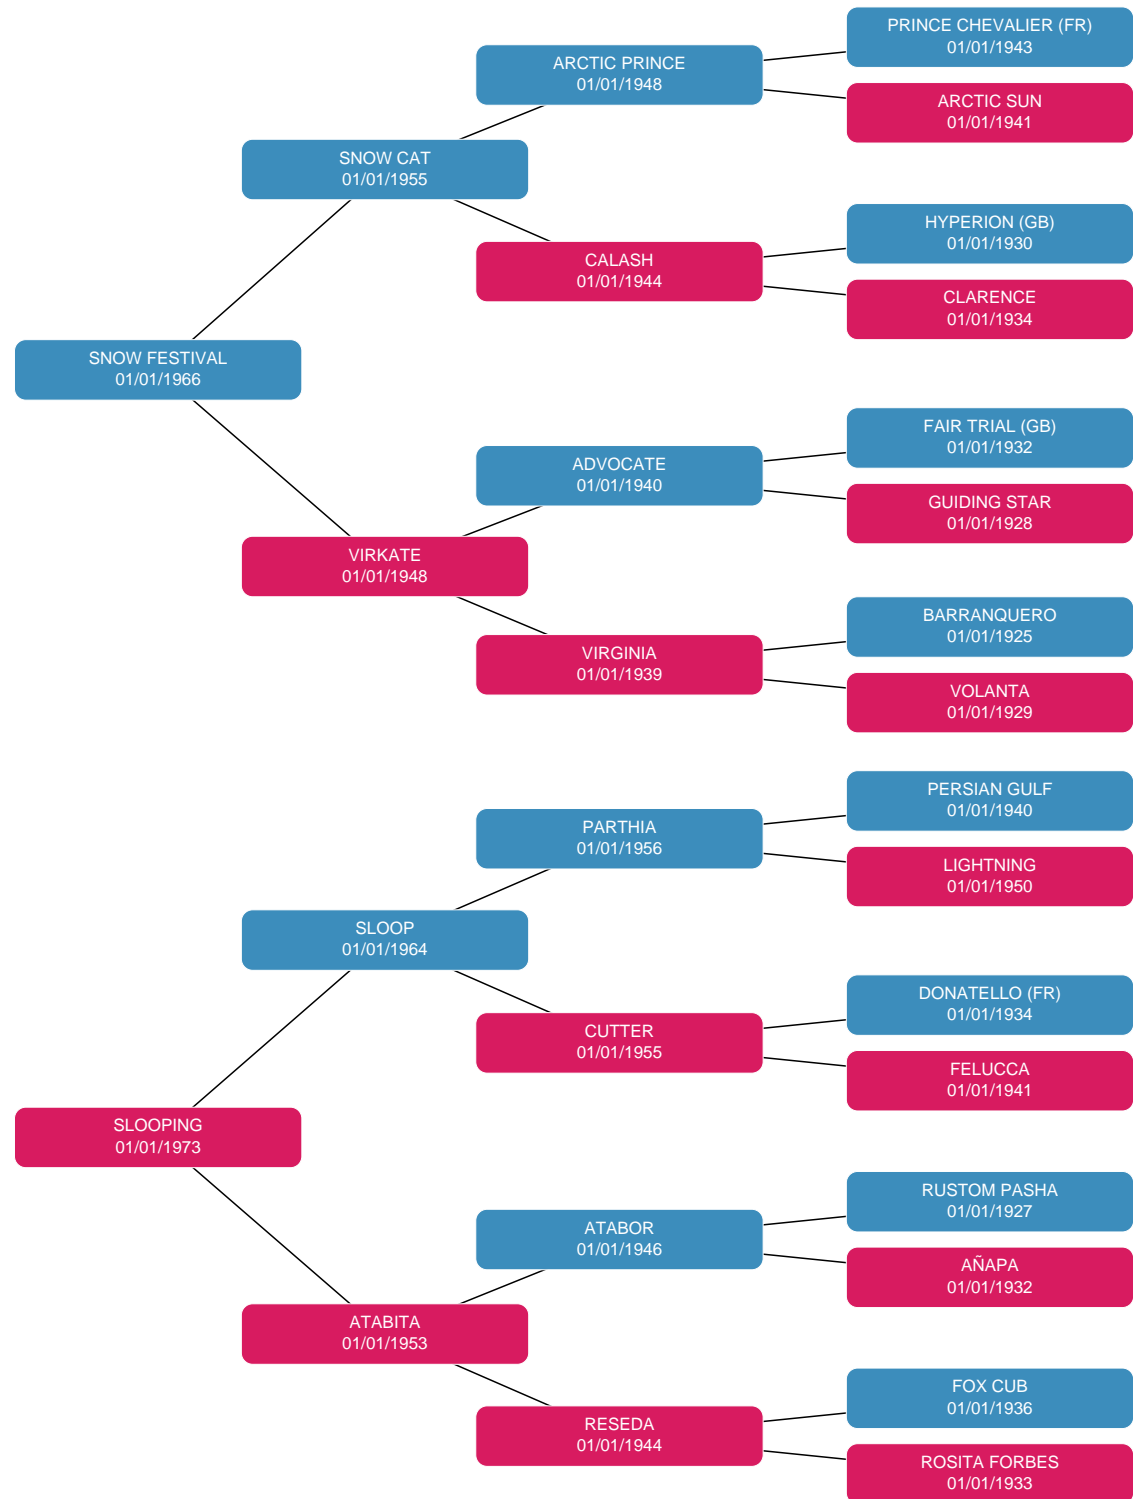 PRINCE CHEVALIER (FR)
01/01/1943
ARCTIC PRINCE
01/01/1948
ARCTIC SUN
01/01/1941
SNOW CAT
01/01/1955
HYPERION (GB)
01/01/1930
CALASH
01/01/1944
CLARENCE
01/01/1934
SNOW FESTIVAL
01/01/1966
FAIR TRIAL (GB)
01/01/1932
ADVOCATE
01/01/1940
GUIDING STAR
01/01/1928
VIRKATE
01/01/1948
BARRANQUERO
01/01/1925
VIRGINIA
01/01/1939
VOLANTA
01/01/1929
PERSIAN GULF
01/01/1940
PARTHIA
01/01/1956
LIGHTNING
01/01/1950
SLOOP
01/01/1964
DONATELLO (FR)
01/01/1934
CUTTER
01/01/1955
FELUCCA
01/01/1941
SLOOPING
01/01/1973
RUSTOM PASHA
01/01/1927
ATABOR
01/01/1946
AÑAPA
01/01/1932
ATABITA
01/01/1953
FOX CUB
01/01/1936
RESEDA
01/01/1944
ROSITA FORBES
01/01/1933